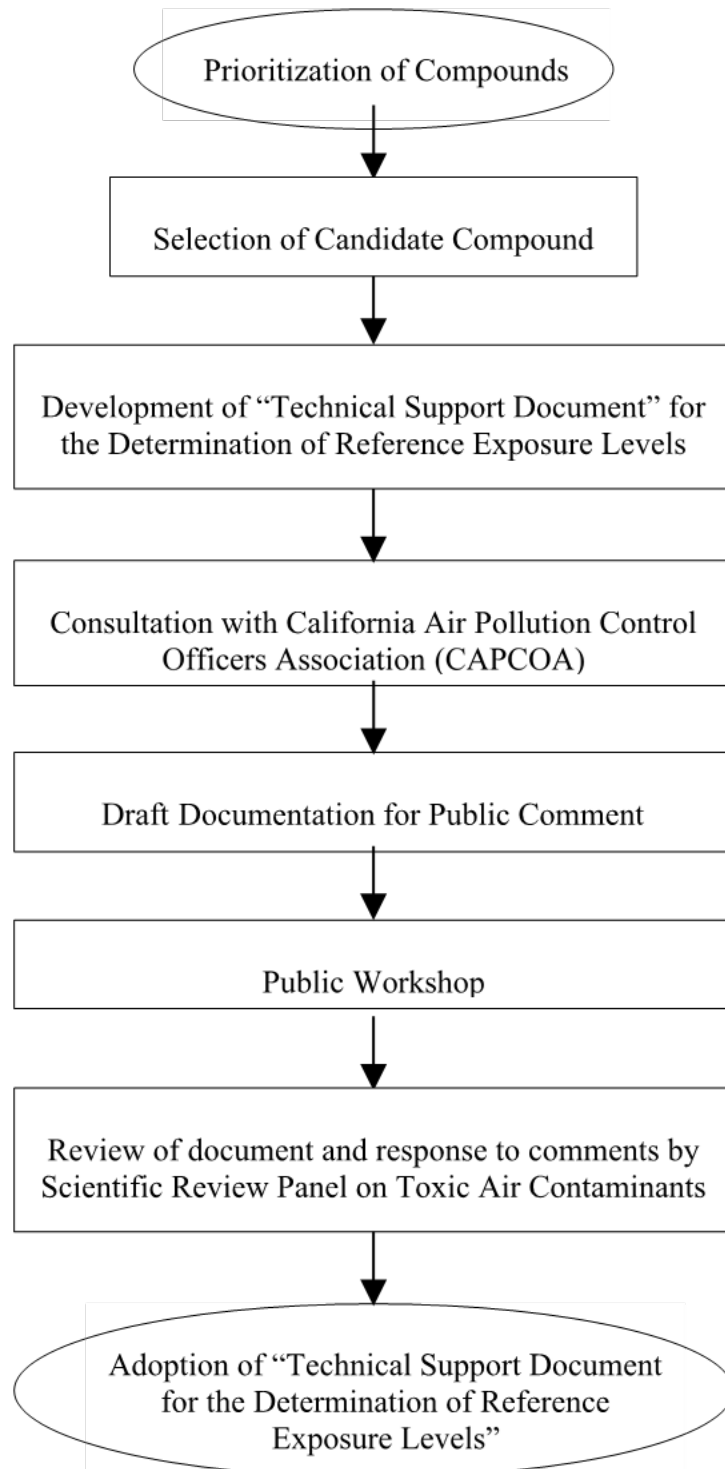 Prioritization of Compounds
Selection of Candidate Compound
Development of “Technical Support Document” for
the Determination of Reference Exposure Levels
Consultation with California Air Pollution Control
Officers Association (CAPCOA)
Draft Documentation for Public Comment
Public Workshop
Review of document and response to comments by
Scientific Review Panel on Toxic Air Contaminants
Adoption of “Technical Support Document
for the Determination of Reference
Exposure Levels”